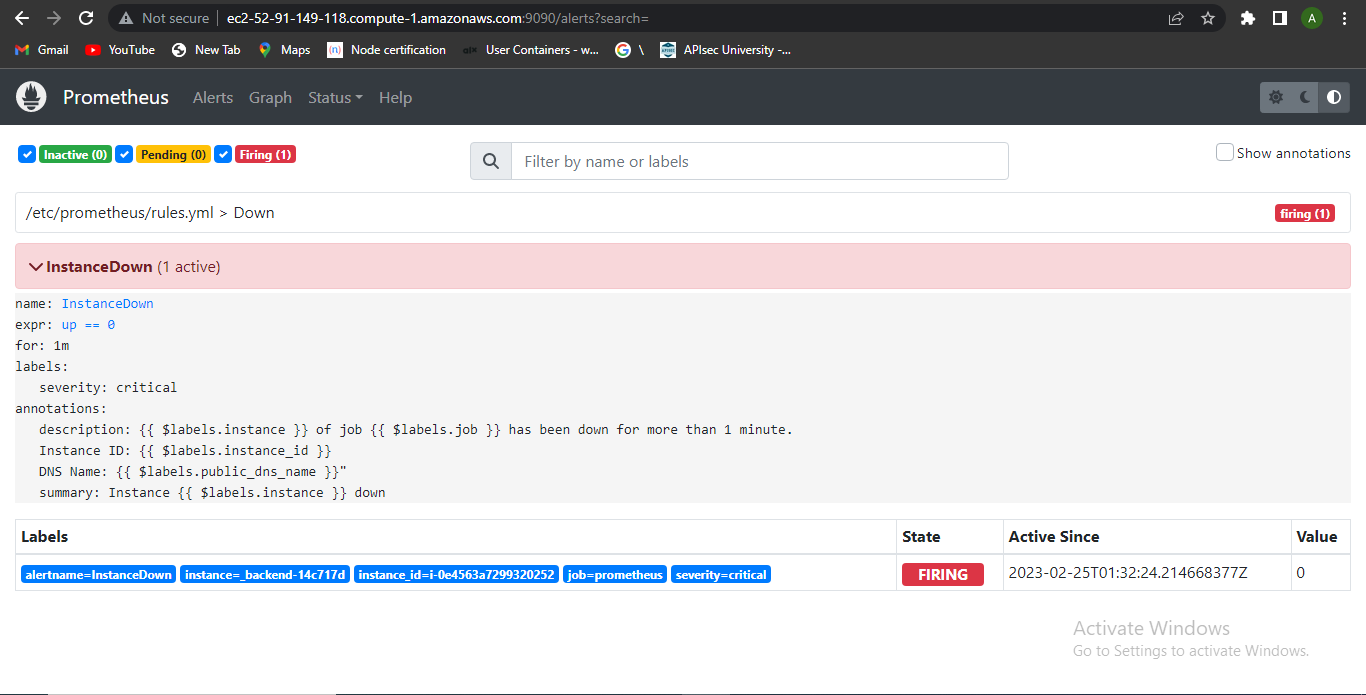 Not secure ec2-52-91-149-118.compute-1.amazonaws.com:9090/alerts?search= A
Gmail YouTube New Tab Maps (n) Node certification alx User Containers - w... G \ APIsec University -...
Prometheus Alerts Graph Status Help
Inactive (0) Pending (0) Firing (1) Filter by name or labels Show annotations
/etc/prometheus/rules.yml > Down firing (1)
InstanceDown (1 active)
name: InstanceDown
expr: up == 0
for: 1m
labels:
severity: critical
annotations:
description: {{ $labels.instance }} of job {{ $labels.job }} has been down for more than 1 minute.
Instance ID: {{ $labels.instance_id }}
DNS Name: {{ $labels.public_dns_name }}"
summary: Instance {{ $labels.instance }} down
Labels State Active Since Value
alertname=InstanceDown instance=_backend-14c717d instance_id=i-0e4563a7299320252 job=prometheus severity=critical FIRING 2023-02-25T01:32:24.214668377Z 0
Activate Windows
Go to Settings to activate Windows.